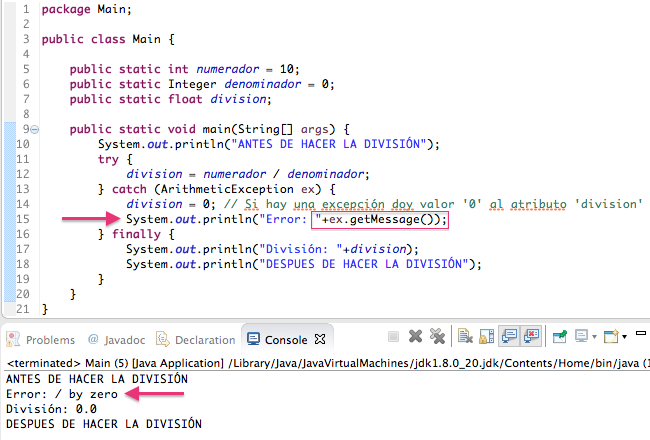 1 package Main;
2
3 public class Main {
4
5 public static int numerador = 10;
6 public static Integer denominador = 0;
7 public static float division;
8
9 public static void main(String[] args) {
10 System.out.println("ANTES DE HACER LA DIVISIÓN");
11 try {
12 division = numerador / denominador;
13 } catch (ArithmeticException ex) {
14 division = 0; // Si hay una excepción doy valor '0' al atributo 'division'
15 System.out.println("Error: "+ex.getMessage());
16 } finally {
17 System.out.println("División: "+division);
18 System.out.println("DESPUES DE HACER LA DIVISIÓN");
19 }
20 }
21 }
Problems @ Javadoc Declaration Console
<terminated> Main (5) [Java Application] /Library/Java/JavaVirtualMachines/jdk1.8.0_20.jdk/Contents/Home/bin/java (1
ANTES DE HACER LA DIVISIÓN
Error: / by zero
División: 0.0
DESPUES DE HACER LA DIVISIÓN